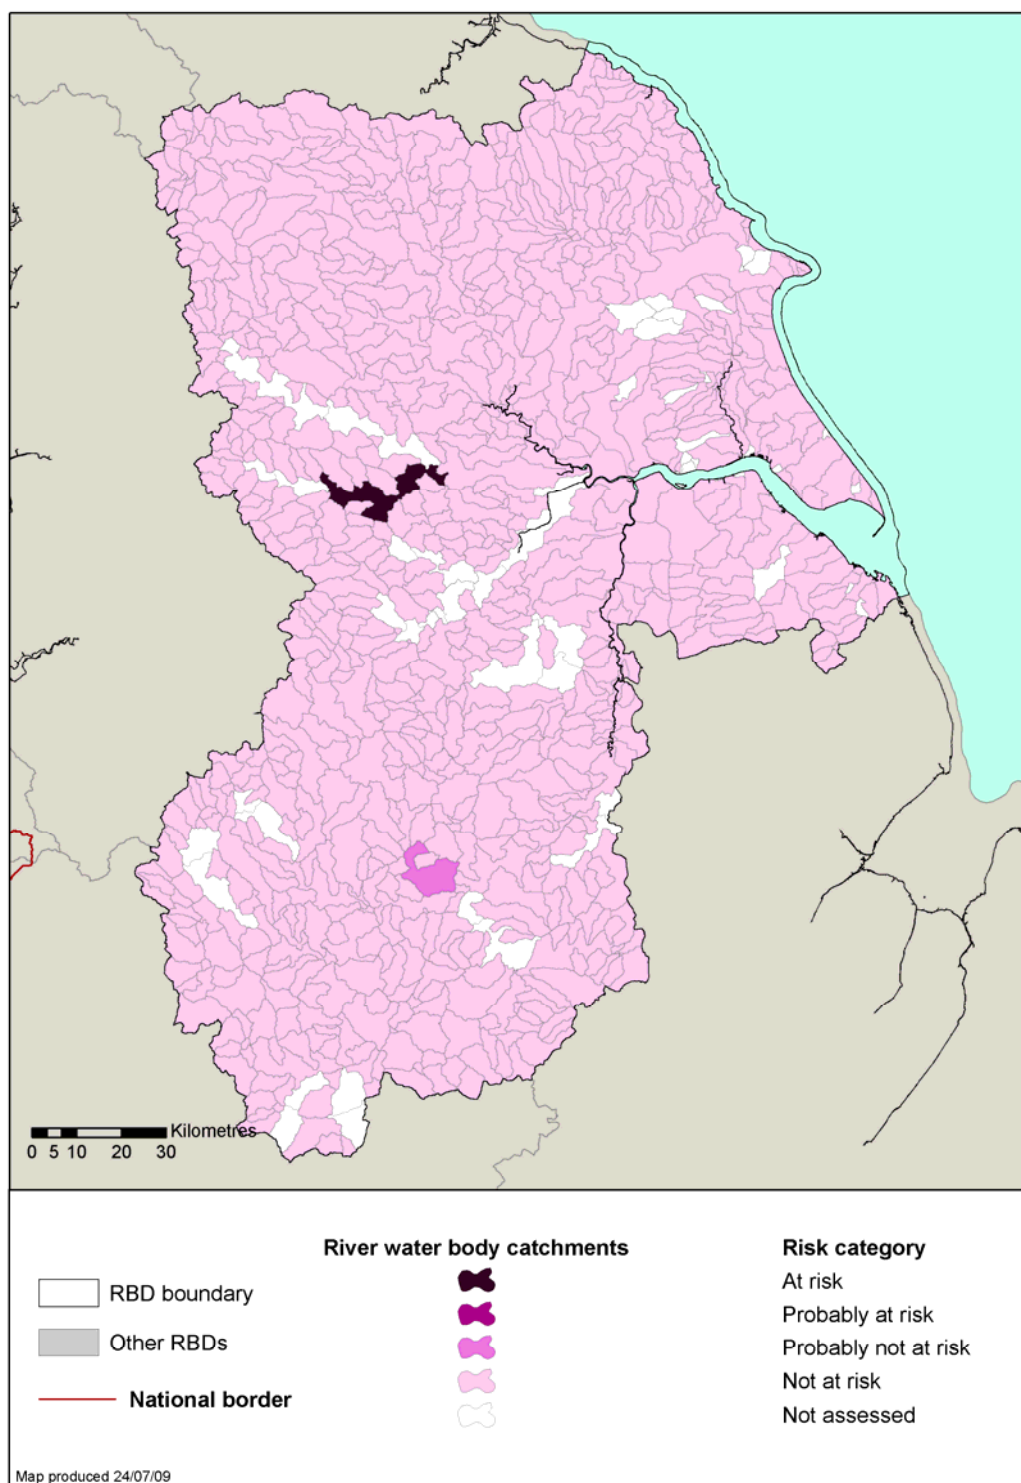 Kilometres
0 5 10 20 30
River water body catchments
Risk category
RBD boundary
Other RBDs
National border
At risk
Probably at risk
Probably not at risk
Not at risk
Not assessed
Map produced 24/07/09